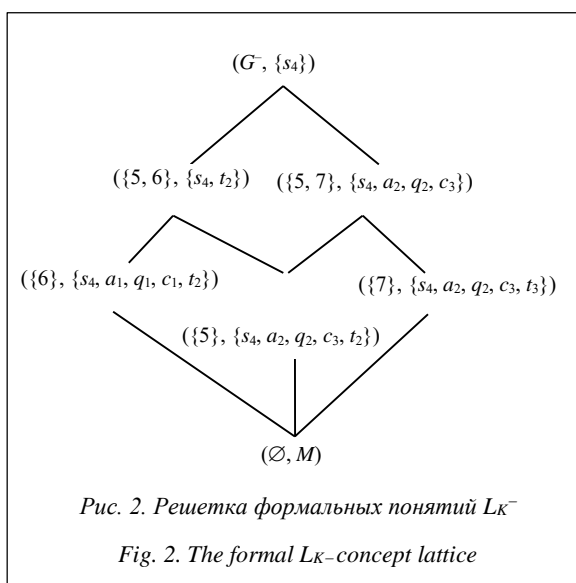 (G⁻, {s₄})
({5, 6}, {s₄, t₂}) ({5, 7}, {s₄, a₂, q₂, c₃})
({6}, {s₄, a₁, q₁, c₁, t₂}) ({7}, {s₄, a₂, q₂, c₃, t₃})
({5}, {s₄, a₂, q₂, c₃, t₂})
(∅, M)
Рис. 2. Решетка формальных понятий L_K⁻
Fig. 2. The formal L_K₋concept lattice